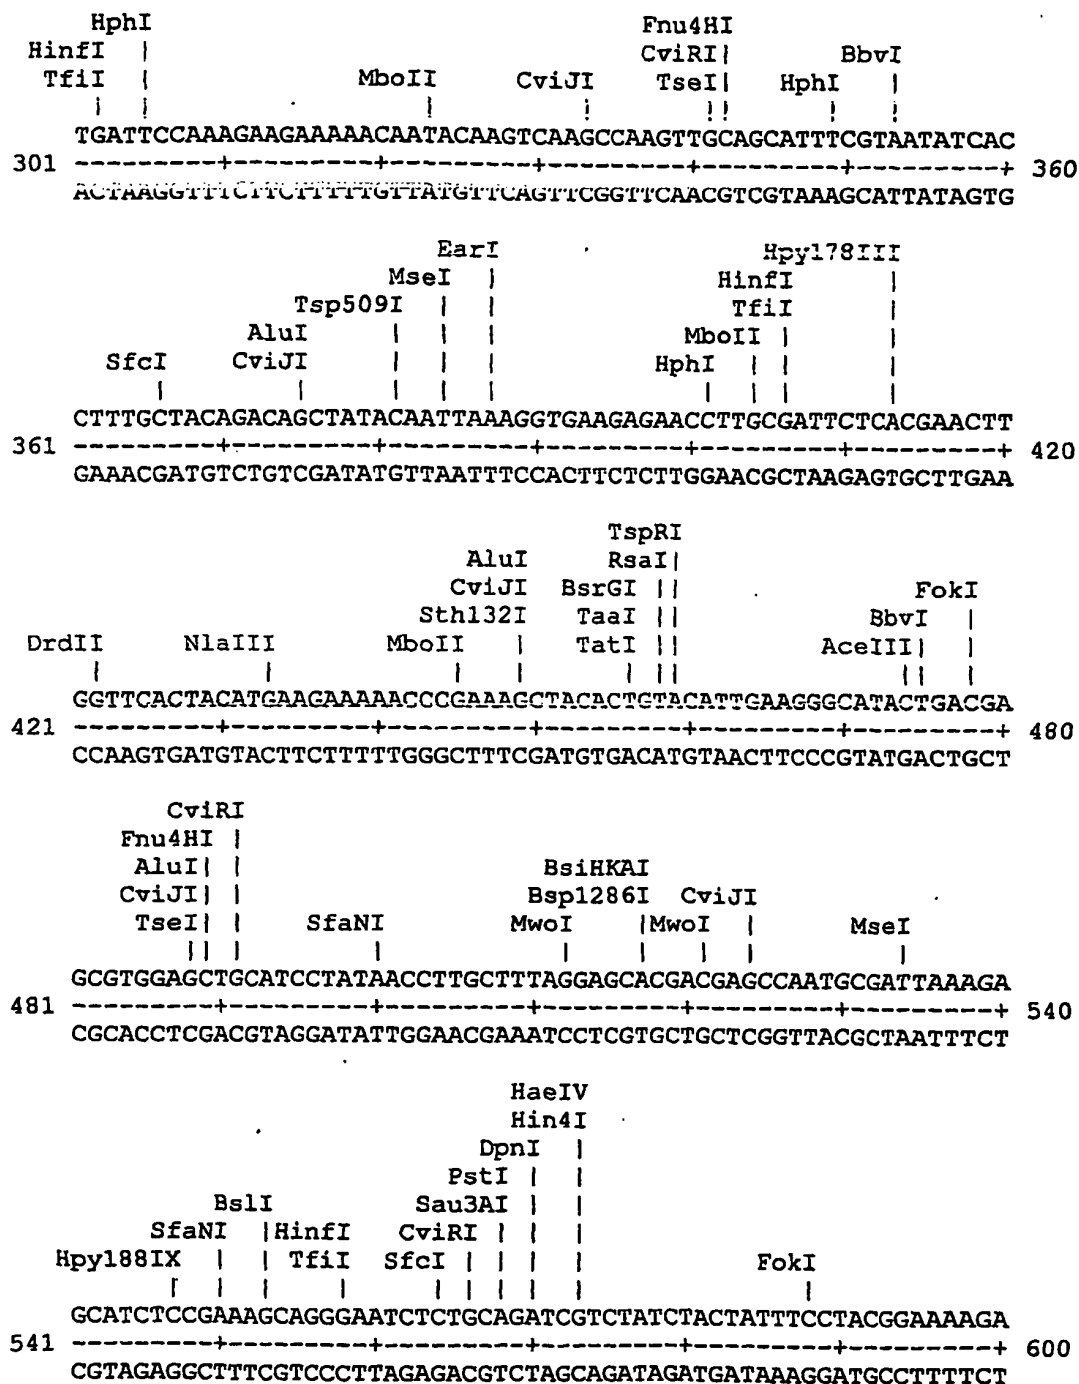 HphI
HinfI Fnu4HI
TfiI MboII CviJI CviRI BbvI
TseI HphI
TGATTCCAAAGAAGAAAAACAATACAAGTCAAGCCAAGTTGCAGCATTTCGTAATATCAC
301 ---------+---------+---------+---------+---------+---------+ 360
ACTAAGGTTTCTTCTTTTTGTTATGTTCAGTTCGGTTCAACGTCGTAAAGCATTATAGTG
EarI Hpy178III
MseI HinfI
Tsp509I TfiI
AluI MboII
SfcI CviJI HphI
CTTTGCTACAGACAGCTATACAATTAAAGGTGAAGAGAACCTTGCGATTCTCACGAACTT
361 ---------+---------+---------+---------+---------+---------+ 420
GAAACGATGTCTGTCGATATGTTAATTTCCACTTCTCTTGGAACGCTAAGAGTGCTTGAA
TspRI
AluI RsaI
CviJI BsrGI FokI
Sth132I TaaI BbvI
DrdII NlaIII MboII TatI AceIII
GGTTCACTACATGAAGAAAAACCCGAAAGCTACACTGTACATTGAAGGGCATACTGACGA
421 ---------+---------+---------+---------+---------+---------+ 480
CCAAGTGATGTACTTCTTTTTGGGCTTTCGATGTGACATGTAACTTCCCGTATGACTGCT
CviRI
Fnu4HI
AluI BsiHKAI
CviJI Bsp1286I CviJI
TseI SfaNI MwoI MwoI MseI
GCGTGGAGCTGCATCCTATAACCTTGCTTTAGGAGCACGACGAGCCAATGCGATTAAAGA
481 ---------+---------+---------+---------+---------+---------+ 540
CGCACCTCGACGTAGGATATTGGAACGAAATCCTCGTGCTGCTCGGTTACGCTAATTTCT
HaeIV
Hin4I
DpnI
PstI
BslI Sau3AI
SfaNI HinfI CviRI
Hpy188IX TfiI SfcI FokI
GCATCTCCGAAAGCAGGGAATCTCTGCAGATCGTCTATCTACTATTTCCTACGGAAAAGA
541 ---------+---------+---------+---------+---------+---------+ 600
CGTAGAGGCTTTCGTCCCTTAGAGACGTCTAGCAGATAGATGATAAAGGATGCCTTTTCT